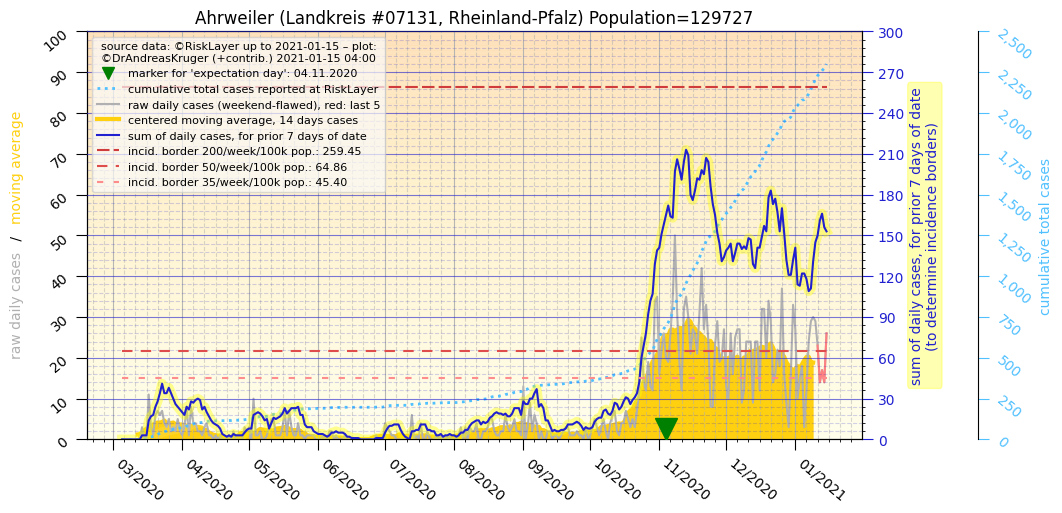 Ahrweiler (Landkreis #07131, Rheinland-Pfalz) Population=129727
source data: ©RiskLayer up to 2021-01-15 – plot:
©DrAndreasKruger (+contrib.) 2021-01-15 04:00
marker for 'expectation day': 04.11.2020
cumulative total cases reported at RiskLayer
raw daily cases (weekend-flawed), red: last 5
centered moving average, 14 days cases
sum of daily cases, for prior 7 days of date
incid. border 200/week/100k pop.: 259.45
incid. border 50/week/100k pop.: 64.86
incid. border 35/week/100k pop.: 45.40
raw daily cases / moving average
100
90
80
70
60
50
40
30
20
10
0
03/2020
04/2020
05/2020
06/2020
07/2020
08/2020
09/2020
10/2020
11/2020
12/2020
01/2021
300
270
240
210
180
150
120
90
60
30
0
sum of daily cases, for prior 7 days of date
(to determine incidence borders)
2,500
2,250
2,000
1,750
1,500
1,250
1,000
750
500
250
0
cumulative total cases